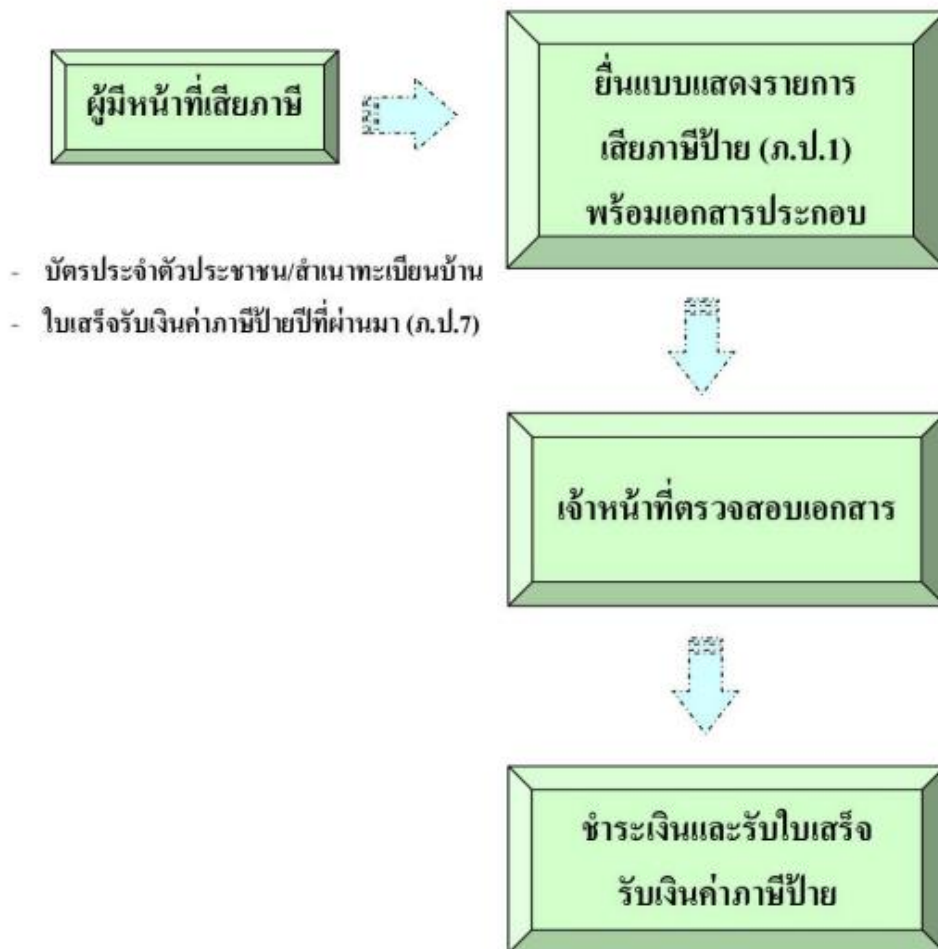 ผู้มีหน้าที่เสียภาษี
ยื่นแบบแสดงรายการ
เสียภาษีป้าย (ภ.ป.1)
พร้อมเอกสารประกอบ
- บัตรประจำตัวประชาชน/สำเนาทะเบียนบ้าน
- ใบเสร็จรับเงินค่าภาษีป้ายปีที่ผ่านมา (ภ.ป.7)
เจ้าหน้าที่ตรวจสอบเอกสาร
ชำระเงินและรับใบเสร็จ
รับเงินค่าภาษีป้าย